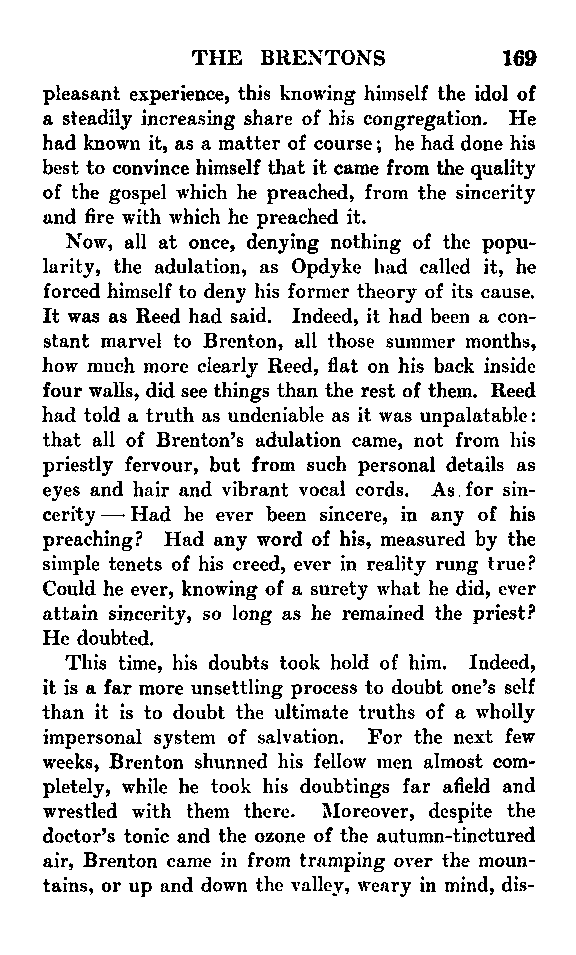 THE BRENTONS 169
pleasant experience, this knowing himself the idol of
a steadily increasing share of his congregation. He
had known it, as a matter of course; he had done his
best to convince himself that it came from the quality
of the gospel which he preached, from the sincerity
and fire with which he preached it.
Now, all at once, denying nothing of the popu-
larity, the adulation, as Opdyke had called it, he
forced himself to deny his former theory of its cause.
It was as Reed had said. Indeed, it had been a con-
stant marvel to Brenton, all those summer months,
how much more clearly Reed, flat on his back inside
four walls, did see things than the rest of them. Reed
had told a truth as undeniable as it was unpalatable:
that all of Brenton's adulation came, not from his
priestly fervour, but from such personal details as
eyes and hair and vibrant vocal cords. As for sin-
cerity — Had he ever been sincere, in any of his
preaching? Had any word of his, measured by the
simple tenets of his creed, ever in reality rung true?
Could he ever, knowing of a surety what he did, ever
attain sincerity, so long as he remained the priest?
He doubted.
This time, his doubts took hold of him. Indeed,
it is a far more unsettling process to doubt one's self
than it is to doubt the ultimate truths of a wholly
impersonal system of salvation. For the next few
weeks, Brenton shunned his fellow men almost com-
pletely, while he took his doubtings far afield and
wrestled with them there. Moreover, despite the
doctor's tonic and the ozone of the autumn-tinctured
air, Brenton came in from tramping over the moun-
tains, or up and down the valley, weary in mind, dis-